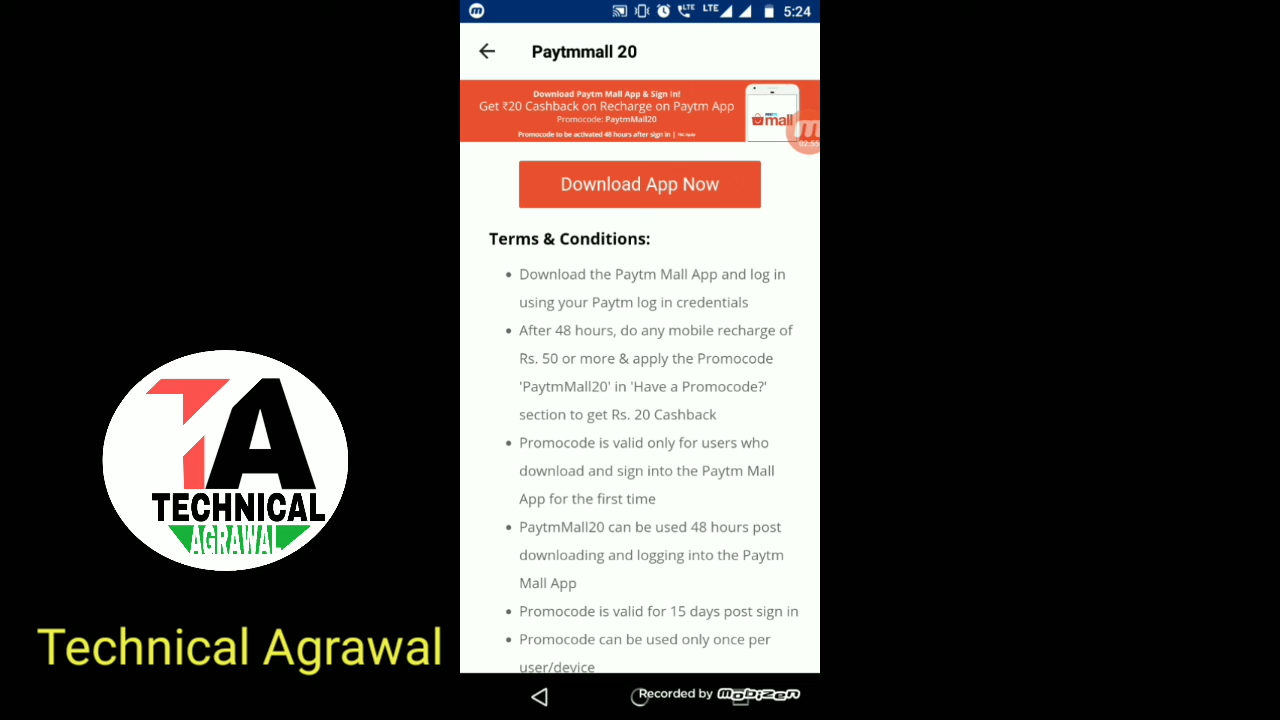 5:24
Paytmmall 20
Download Paytm Mall App & Sign In!
Get ₹20 Cashback on Recharge on Paytm App
Promocode: PaytmMall20
Promocode to be activated 48 hours after sign in |
mall
Download App Now
Terms & Conditions:
• Download the Paytm Mall App and log in
using your Paytm log in credentials
• After 48 hours, do any mobile recharge of
Rs. 50 or more & apply the Promocode
'PaytmMall20' in 'Have a Promocode?'
section to get Rs. 20 Cashback
• Promocode is valid only for users who
download and sign into the Paytm Mall
App for the first time
• PaytmMall20 can be used 48 hours post
downloading and logging into the Paytm
Mall App
• Promocode is valid for 15 days post sign in
• Promocode can be used only once per
user/device
TA
TECHNICAL
AGRAWAL
Technical Agrawal
Recorded by Mobizen